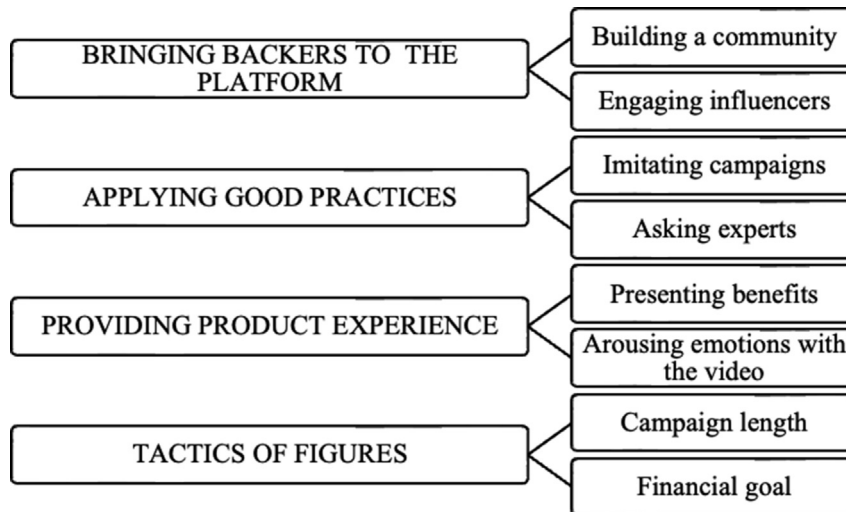 BRINGING BACKERS TO THE
PLATFORM
Building a community
Engaging influencers
APPLYING GOOD PRACTICES
Imitating campaigns
Asking experts
PROVIDING PRODUCT EXPERIENCE
Presenting benefits
Arousing emotions with
the video
TACTICS OF FIGURES
Campaign length
Financial goal